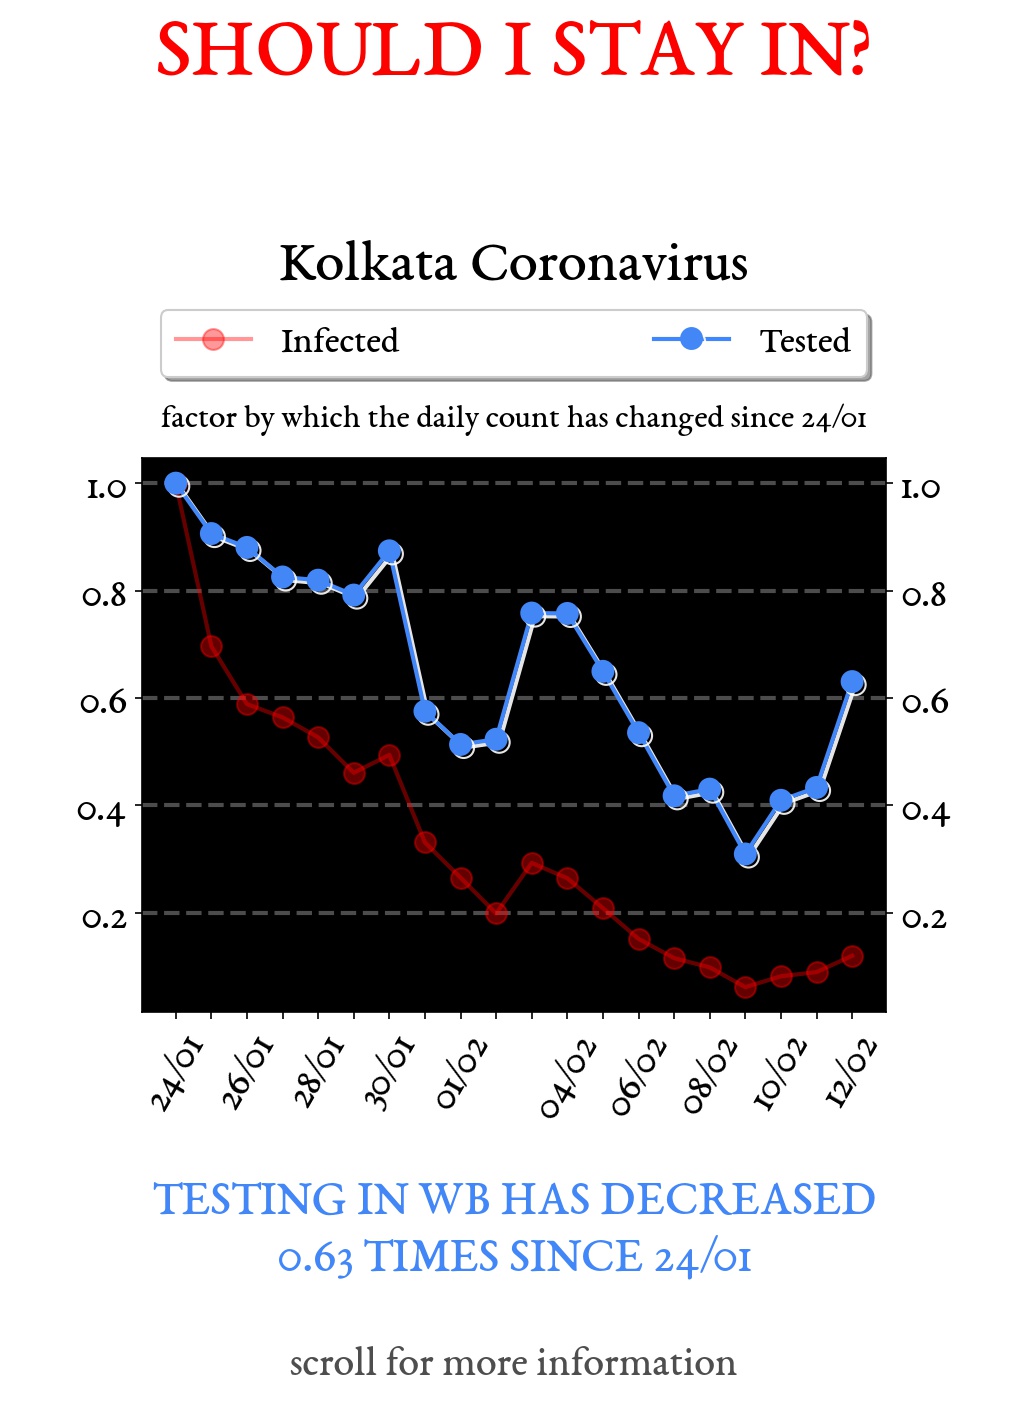 SHOULD I STAY IN?
Kolkata Coronavirus
Infected Tested
factor by which the daily count has changed since 24/01
1.0 1.0
0.8 0.8
0.6 0.6
0.4 0.4
0.2 0.2
24/01 26/01 28/01 30/01 01/02 04/02 06/02 08/02 10/02 12/02
TESTING IN WB HAS DECREASED
0.63 TIMES SINCE 24/01
scroll for more information